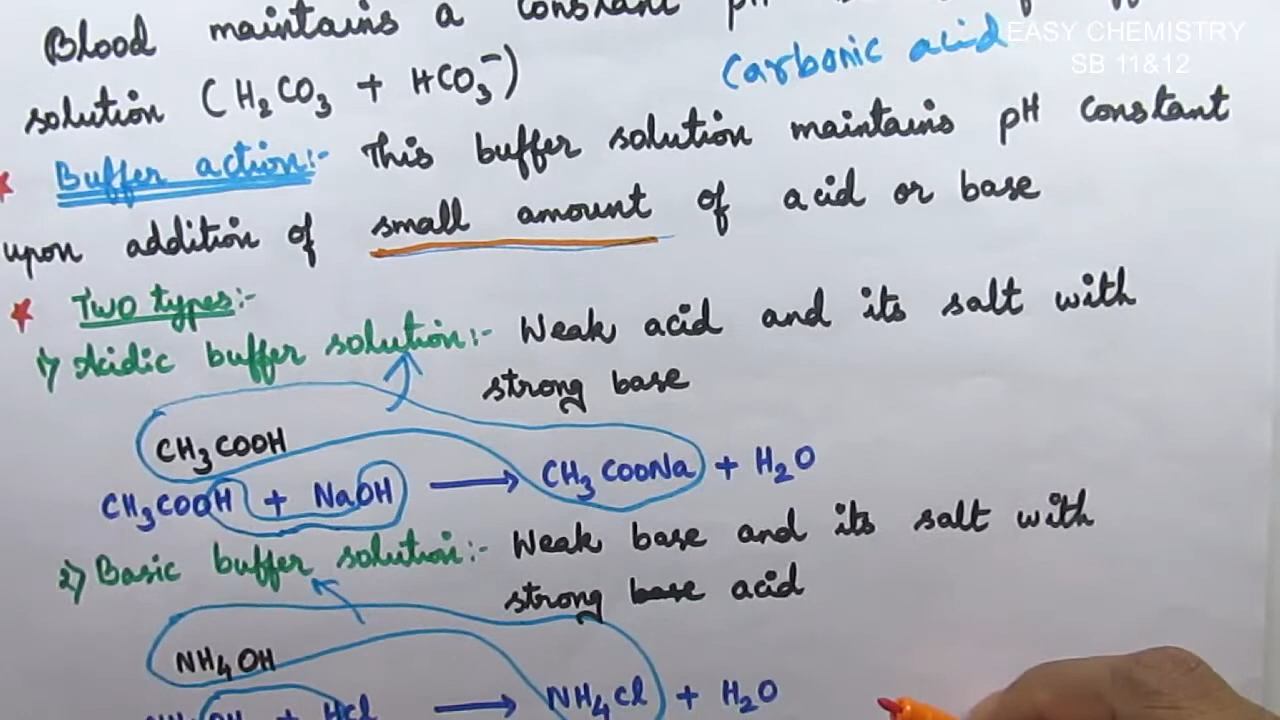 Blood maintains a constant pH
EASY CHEMISTRY
SB 11&12
solution (H₂CO₃ + HCO₃⁻)
Carbonic acid
Buffer action:- This buffer solution maintains pH constant
upon addition of small amount of acid or base
Two types:-
1) Acidic buffer solution:- Weak acid and its salt with
strong base
CH₃COOH
CH₃COOH + NaOH ⟶ CH₃COONa + H₂O
2) Basic buffer solution:- Weak base and its salt with
strong base acid
NH₄OH
NH₄OH + HCl ⟶ NH₄Cl + H₂O